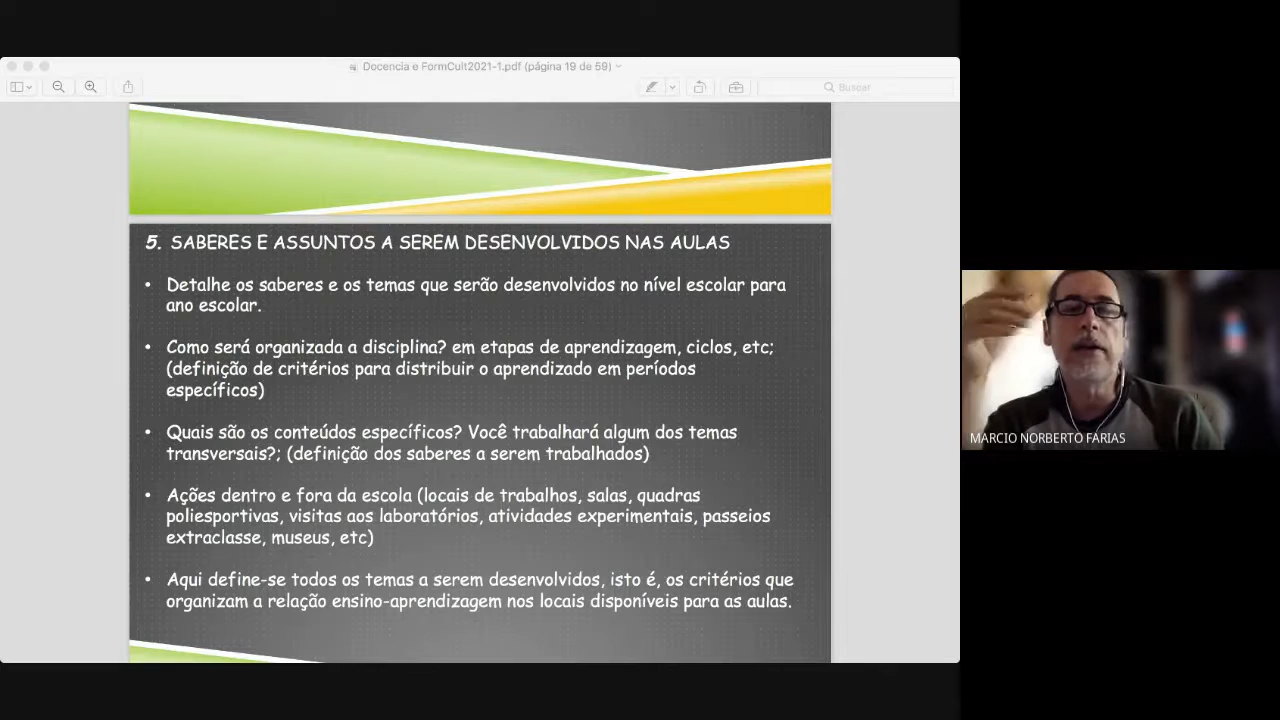 Docencia e FormCult2021-1.pdf (página 19 de 59)
Buscar
5. SABERES E ASSUNTOS A SEREM DESENVOLVIDOS NAS AULAS
• Detalhe os saberes e os temas que serão desenvolvidos no nível escolar para
ano escolar.
• Como será organizada a disciplina? em etapas de aprendizagem, ciclos, etc;
(definição de critérios para distribuir o aprendizado em períodos
específicos)
• Quais são os conteúdos específicos? Você trabalhará algum dos temas
transversais?; (definição dos saberes a serem trabalhados)
• Ações dentro e fora da escola (locais de trabalhos, salas, quadras
poliesportivas, visitas aos laboratórios, atividades experimentais, passeios
extraclasse, museus, etc)
• Aqui define-se todos os temas a serem desenvolvidos, isto é, os critérios que
organizam a relação ensino-aprendizagem nos locais disponíveis para as aulas.
MARCIO NORBERTO FARIAS